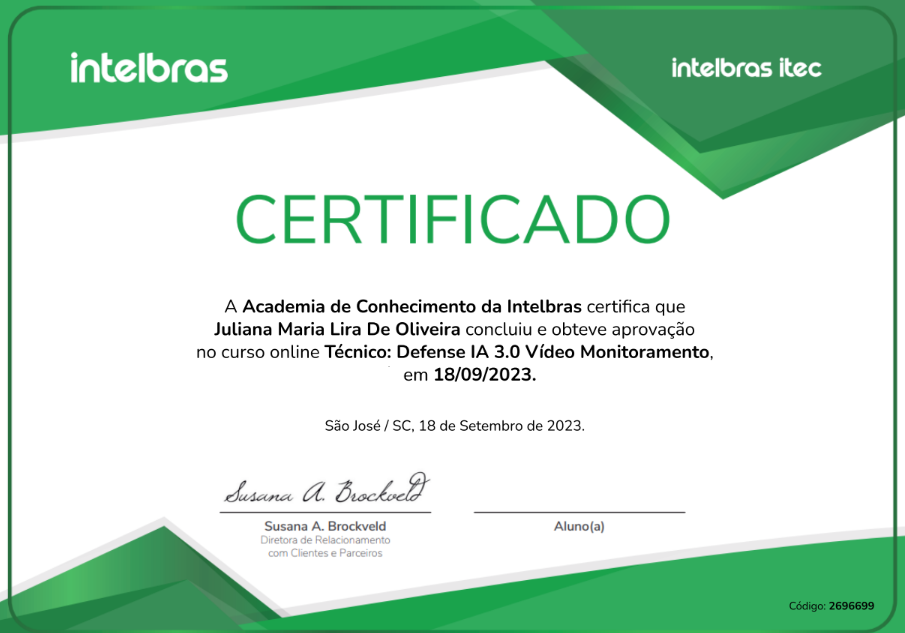 intelbras
intelbras itec
CERTIFICADO
A Academia de Conhecimento da Intelbras certifica que
Juliana Maria Lira De Oliveira concluiu e obteve aprovação
no curso online Técnico: Defense IA 3.0 Vídeo Monitoramento,
em 18/09/2023.
São José / SC, 18 de Setembro de 2023.
Susana A. Brockveld
Susana A. Brockveld
Diretora de Relacionamento
com Clientes e Parceiros
Aluno(a)
Código: 2696699